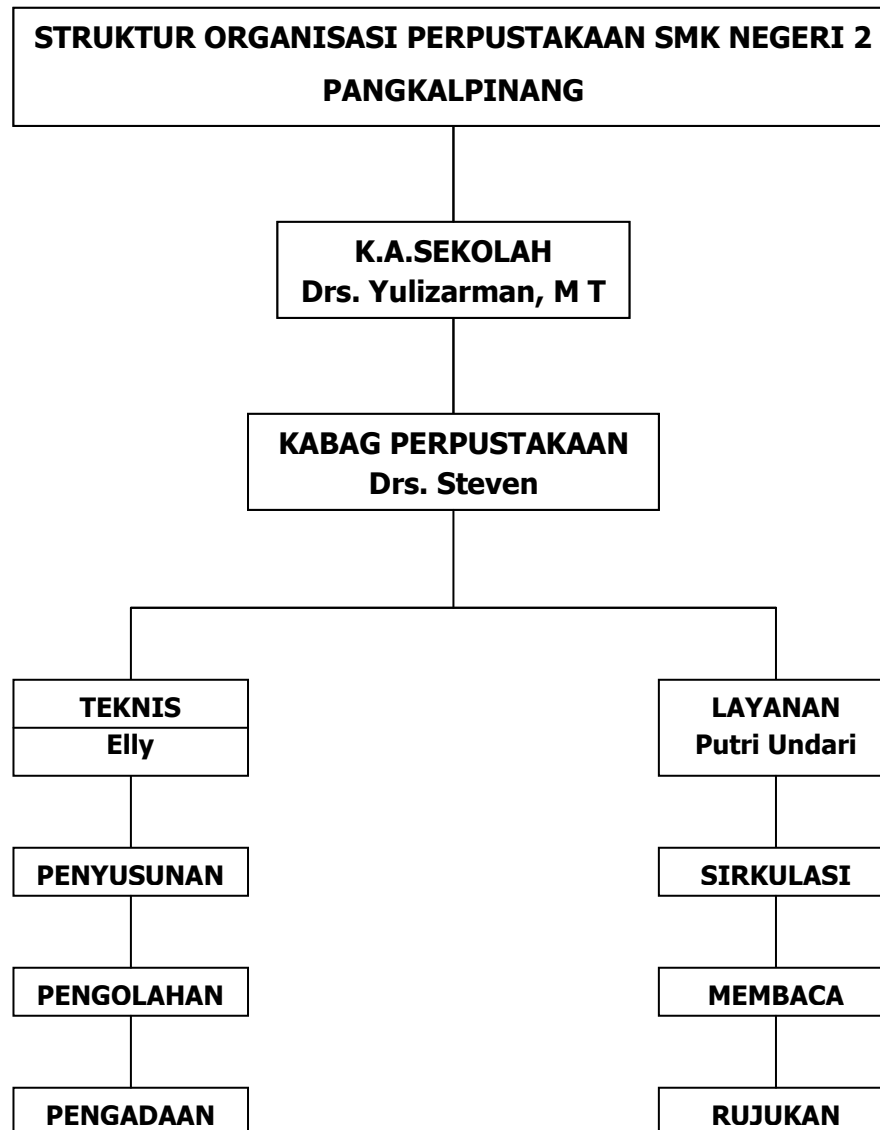 STRUKTUR ORGANISASI PERPUSTAKAAN SMK NEGERI 2
PANGKALPINANG
K.A.SEKOLAH
Drs. Yulizarman, M T
KABAG PERPUSTAKAAN
Drs. Steven
TEKNIS
Elly
LAYANAN
Putri Undari
PENYUSUNAN
SIRKULASI
PENGOLAHAN
MEMBACA
PENGADAAN
RUJUKAN